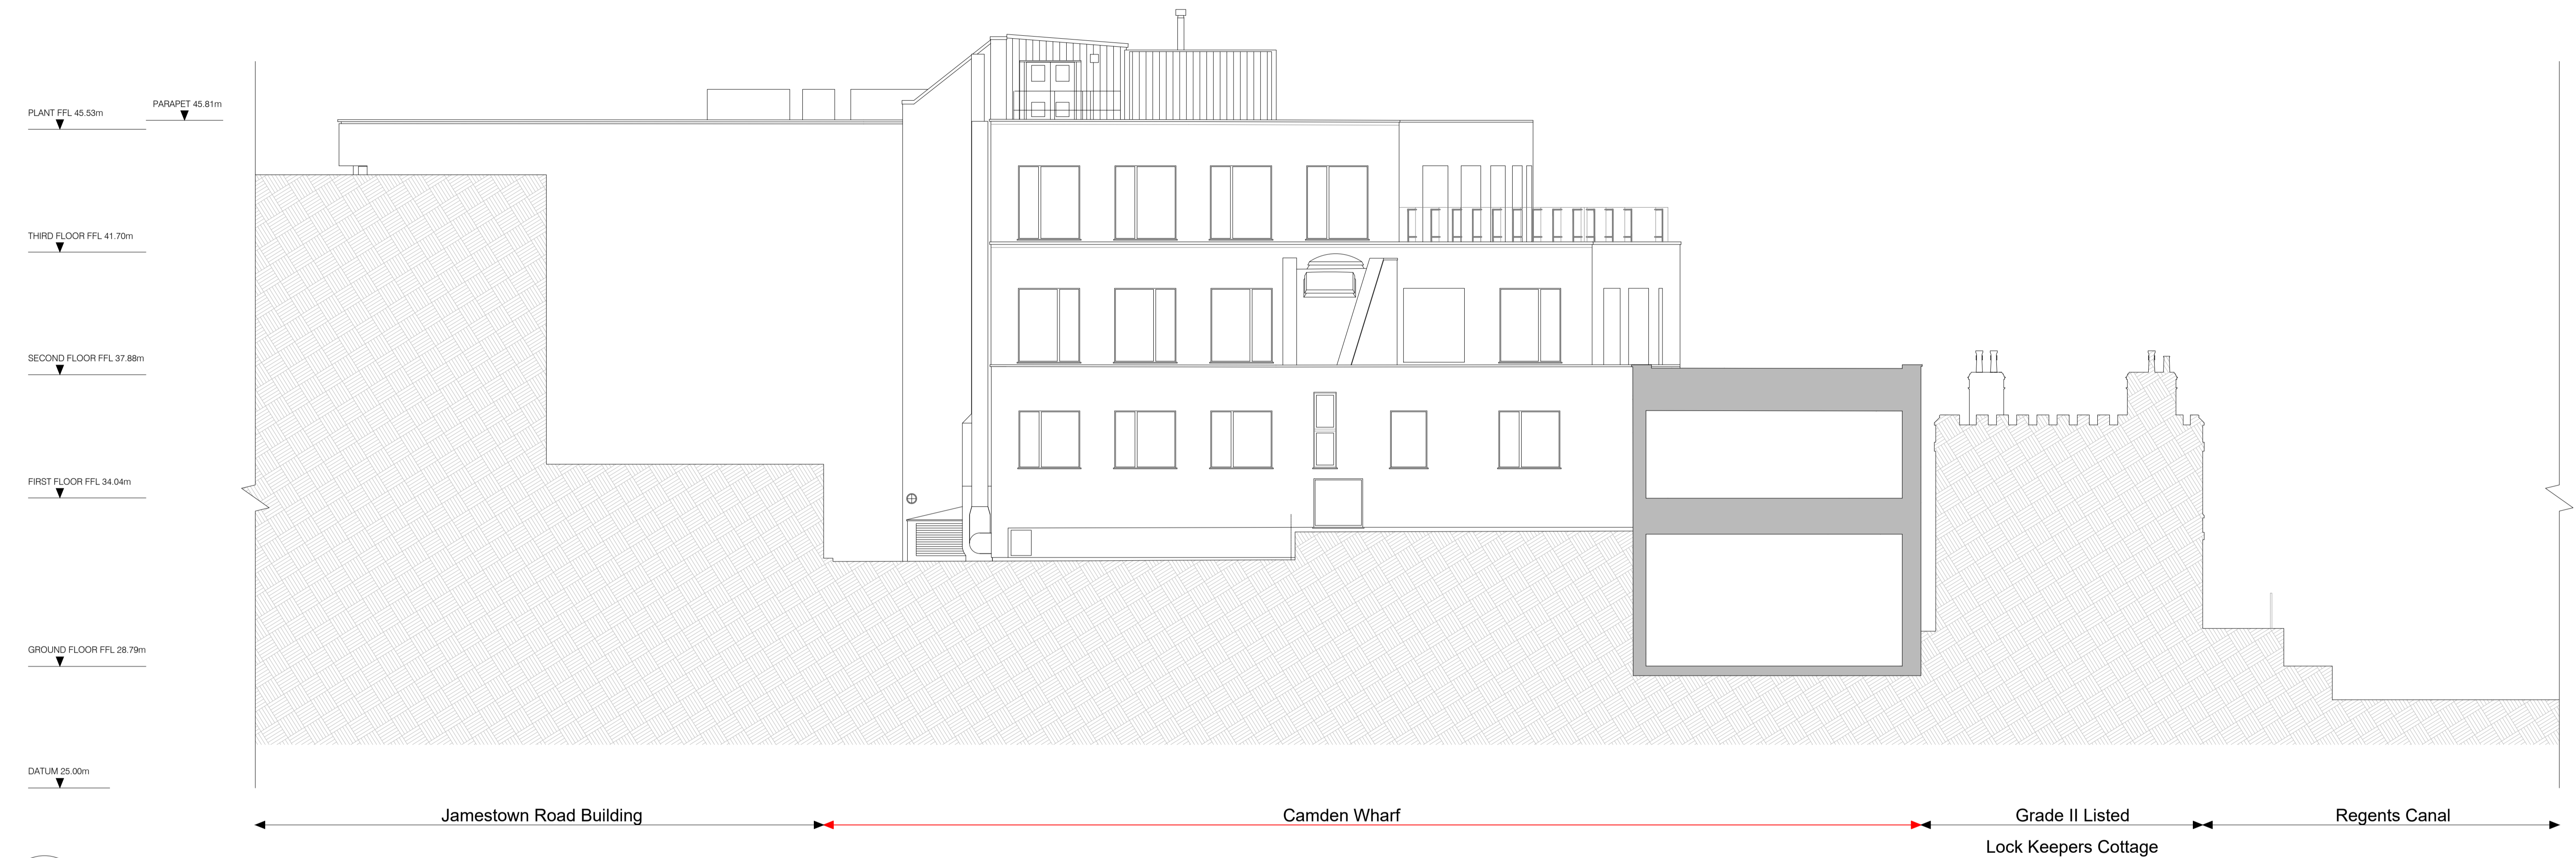 PARAPET 45.81m
PLANT FFL 45.53m
THIRD FLOOR FFL 41.70m
SECOND FLOOR FFL 37.88m
FIRST FLOOR FFL 34.04m
GROUND FLOOR FFL 28.79m
DATUM 25.00m
Jamestown Road Building
Camden Wharf
Grade II Listed
Lock Keepers Cottage
Regents Canal